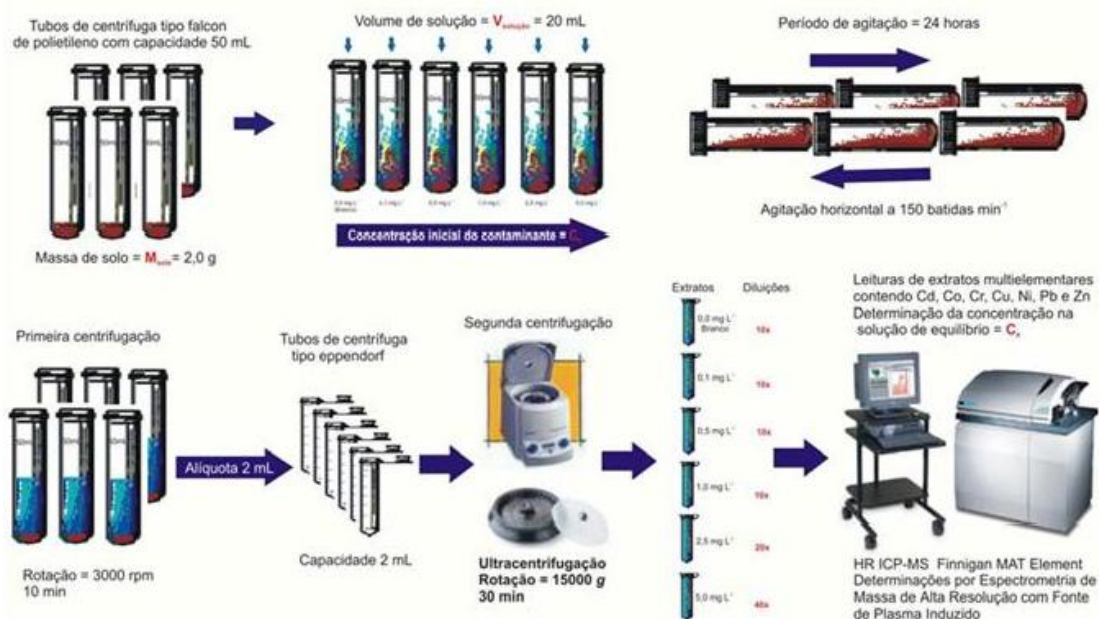 Tubos de centrífuga tipo falcon
de polietileno com capacidade 50 mL
Massa de solo = M solo = 2,0 g
Volume de solução = V solução = 20 mL
Concentração inicial do contaminante = C
Período de agitação = 24 horas
Agitação horizontal a 150 batidas min⁻¹
Primeira centrifugação
Rotação = 3000 rpm
10 min
Alíquota 2 mL
Tubos de centrífuga
tipo eppendorf
Capacidade 2 mL
Segunda centrifugação
Ultracentrifugação
Rotação = 15000 g
30 min
Extratos Diluições
0,0 mg L⁻¹
Branco
10x
0,1 mg L⁻¹ 10x
0,5 mg L⁻¹ 10x
1,0 mg L⁻¹ 10x
2,5 mg L⁻¹ 20x
5,0 mg L⁻¹ 40x
Leituras de extratos multielementares
contendo Cd, Co, Cr, Cu, Ni, Pb e Zn
Determinação da concentração na
solução de equilíbrio = C
HR ICP-MS Finnigan MAT Element
Determinações por Espectrometria de
Massa de Alta Resolução com Fonte
de Plasma Induzido